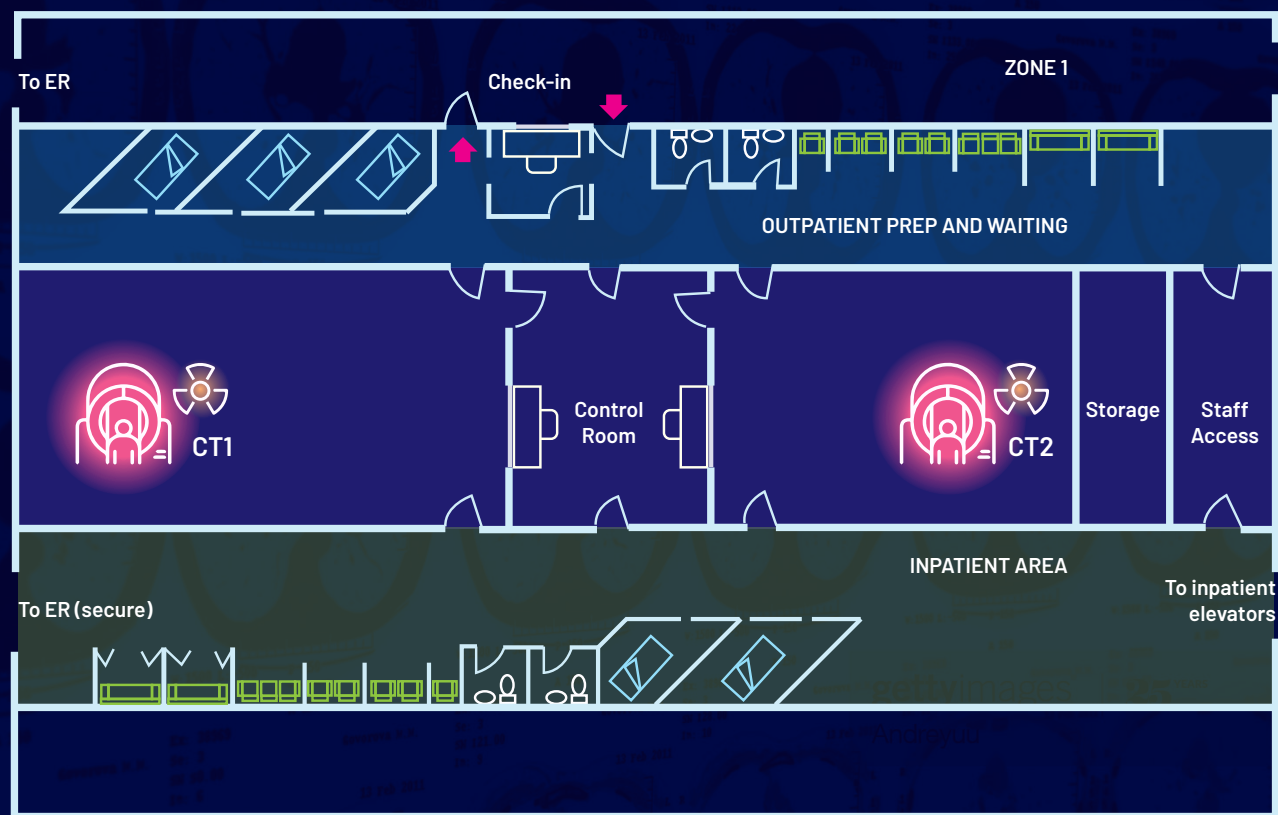 To ER
Check-in
ZONE 1
OUTPATIENT PREP AND WAITING
CT1
Control
Room
CT2
Storage
Staff
Access
INPATIENT AREA
To ER (secure)
To inpatient
elevators